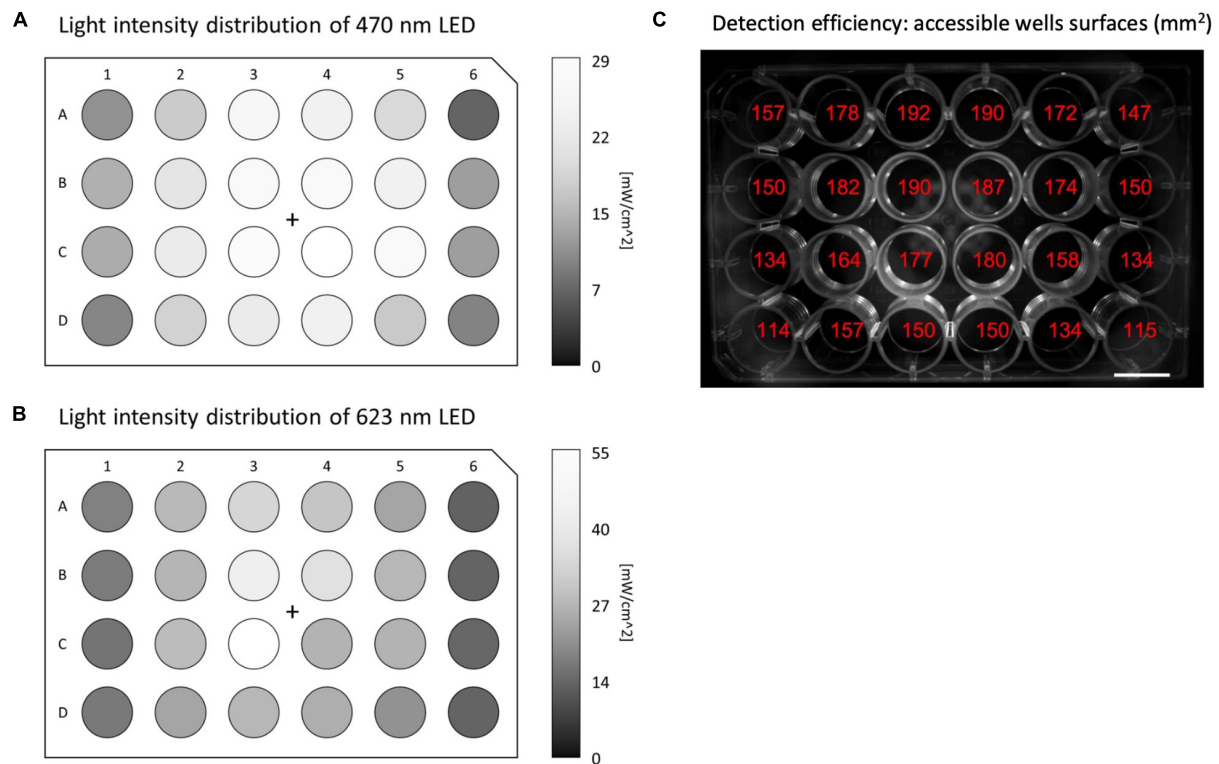 A
Light intensity distribution of 470 nm LED
1 2 3 4 5 6
A
B
C
D
+
29
22
15
7
0
[mW/cm^2]
B
Light intensity distribution of 623 nm LED
1 2 3 4 5 6
A
B
C
D
+
55
40
27
14
0
[mW/cm^2]
C
Detection efficiency: accessible wells surfaces (mm²)
157 178 192 190 172 147
150 182 190 187 174 150
134 164 177 180 158 134
114 157 150 150 134 115